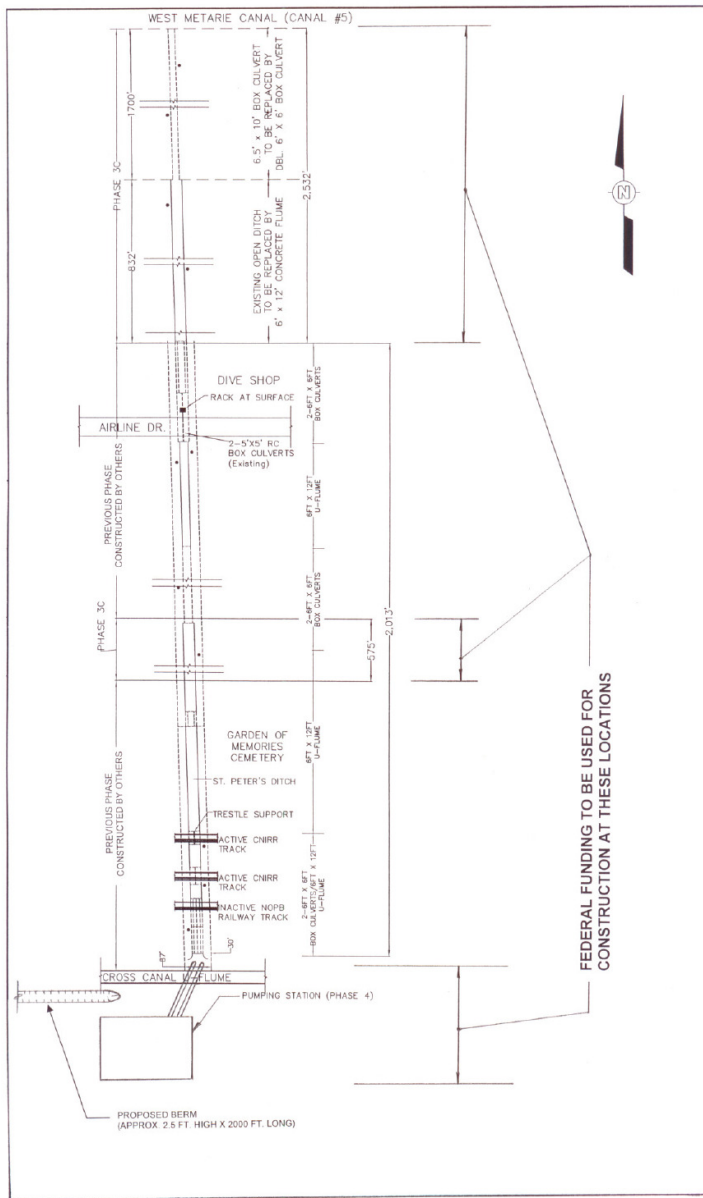 WEST METARIE CANAL (CANAL #5)
PHASE 3C
1700'
6.5' x 10' BOX CULVERT
TO BE REPLACED BY
DBL. 6' X 6' BOX CULVERT
2,532'
832'
EXISTING OPEN DITCH
TO BE REPLACED BY
6' x 12' CONCRETE FLUME
N
DIVE SHOP
RACK AT SURFACE
AIRLINE DR.
2-5'X5' RC
BOX CULVERTS
(Existing)
2-6FT X 6FT
BOX CULVERTS
6FT X 12FT
U-FLUME
PREVIOUS PHASE
CONSTRUCTED BY OTHERS
2-6FT X 6FT
BOX CULVERTS
2,013'
PHASE 3C
575'
GARDEN OF
MEMORIES
CEMETERY
6FT X 12FT
U-FLUME
ST. PETER'S DITCH
PREVIOUS PHASE
CONSTRUCTED BY OTHERS
TRESTLE SUPPORT
ACTIVE CNIRR
TRACK
ACTIVE CNIRR
TRACK
INACTIVE NOPB
RAILWAY TRACK
2-6FT X 6FT
BOX CULVERTS/6FT X 12FT
U-FLUME
67'
30'
CROSS CANAL U-FLUME
PUMPING STATION (PHASE 4)
PROPOSED BERM
(APPROX. 2.5 FT. HIGH X 2000 FT. LONG)
FEDERAL FUNDING TO BE USED FOR
CONSTRUCTION AT THESE LOCATIONS